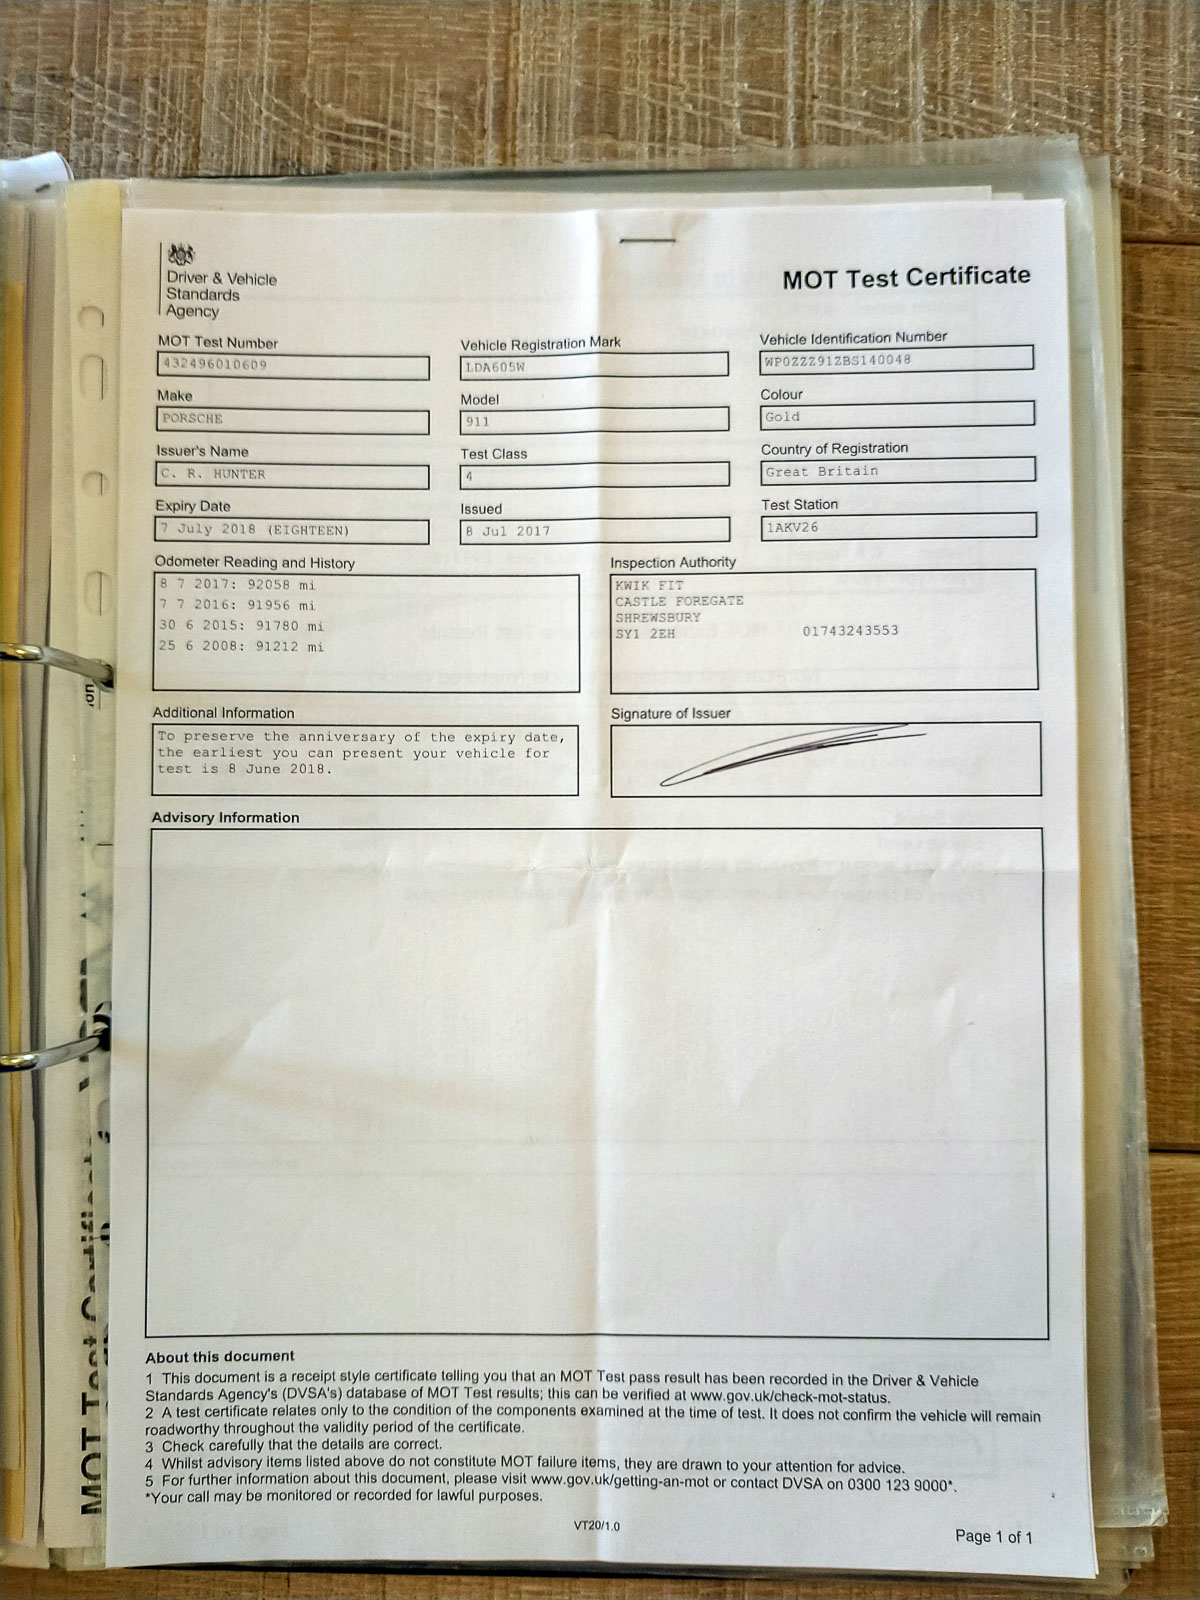 Driver & Vehicle
Standards
Agency
MOT Test Certificate
MOT Test Number
432496010609
Vehicle Registration Mark
LDA605W
Vehicle Identification Number
WP0ZZZ91ZBS140048
Make
PORSCHE
Model
911
Colour
Gold
Issuer's Name
C. R. HUNTER
Test Class
4
Country of Registration
Great Britain
Expiry Date
7 July 2018 (EIGHTEEN)
Issued
8 Jul 2017
Test Station
1AKV26
Odometer Reading and History
8 7 2017: 92058 mi
7 7 2016: 91956 mi
30 6 2015: 91780 mi
25 6 2008: 91212 mi
Inspection Authority
KWIK FIT
CASTLE FOREGATE
SHREWSBURY
SY1 2EH 01743243553
Additional Information
To preserve the anniversary of the expiry date,
the earliest you can present your vehicle for
test is 8 June 2018.
Signature of Issuer
Advisory Information
About this document
1 This document is a receipt style certificate telling you that an MOT Test pass result has been recorded in the Driver & Vehicle
Standards Agency's (DVSA's) database of MOT Test results; this can be verified at www.gov.uk/check-mot-status.
2 A test certificate relates only to the condition of the components examined at the time of test. It does not confirm the vehicle will remain
roadworthy throughout the validity period of the certificate.
3 Check carefully that the details are correct.
4 Whilst advisory items listed above do not constitute MOT failure items, they are drawn to your attention for advice.
5 For further information about this document, please visit www.gov.uk/getting-an-mot or contact DVSA on 0300 123 9000*.
*Your call may be monitored or recorded for lawful purposes.
VT20/1.0
Page 1 of 1
MOT Test Certificate